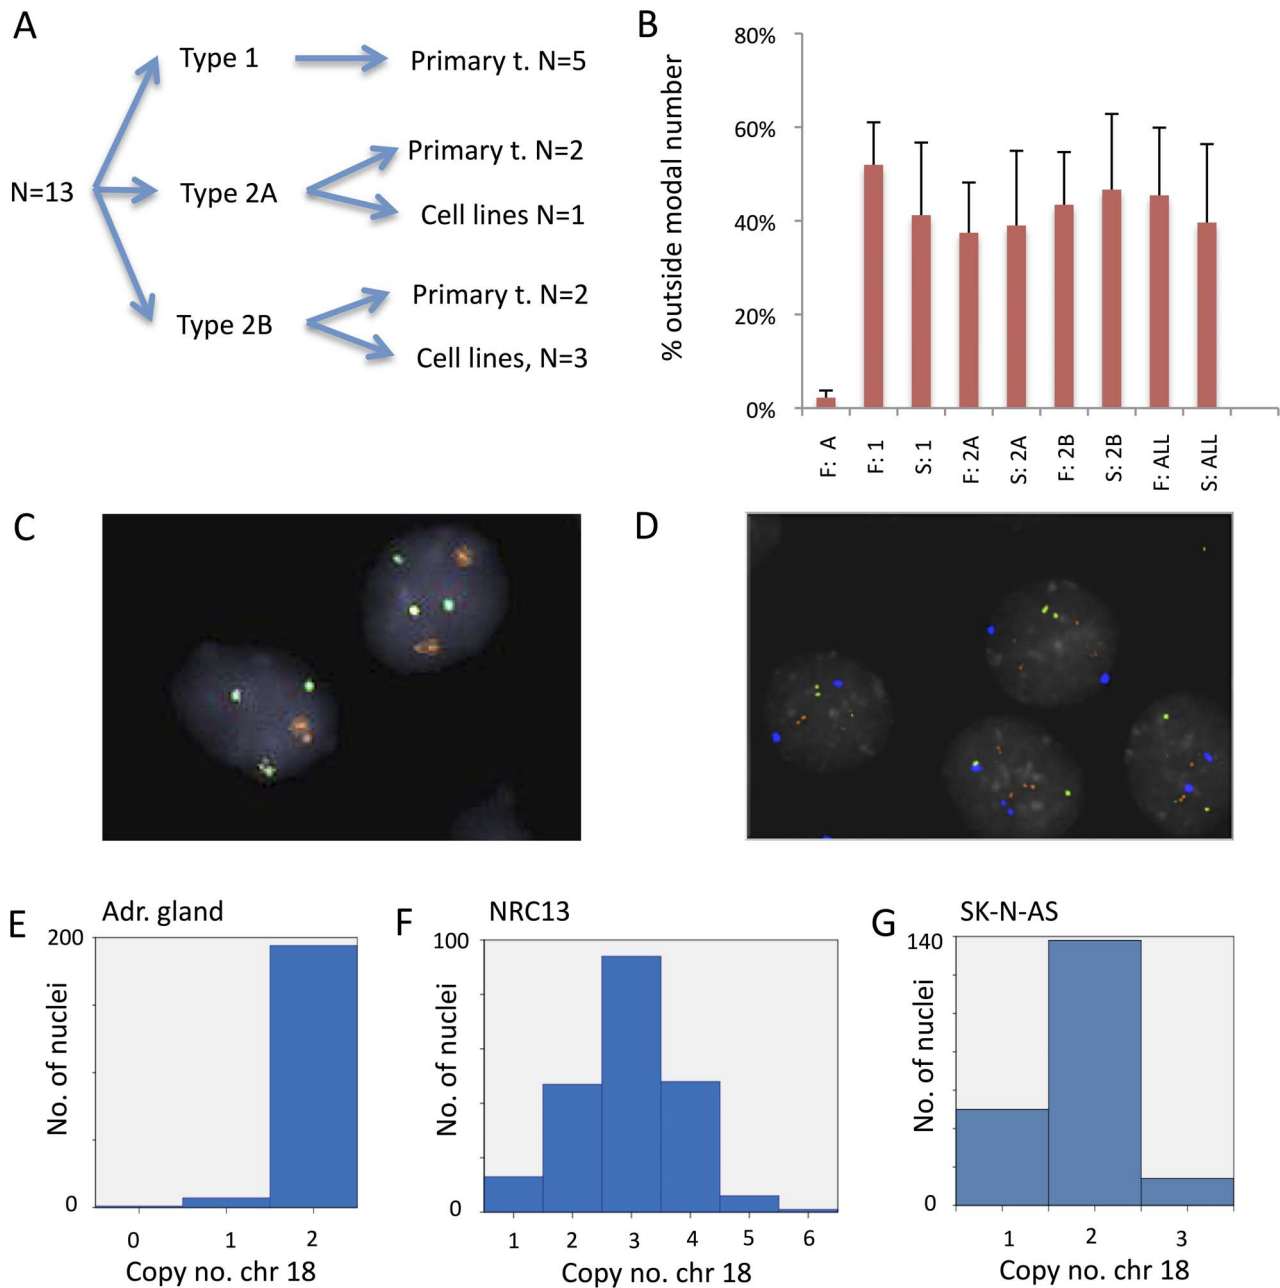 A
N=13
Type 1
Primary t. N=5
Type 2A
Primary t. N=2
Cell lines N=1
Type 2B
Primary t. N=2
Cell lines, N=3
B
% outside modal number
80%
60%
40%
20%
0%
F: A
F: 1
S: 1
F: 2A
S: 2A
F: 2B
S: 2B
F: ALL
S: ALL
C
D
E
Adr. gland
No. of nuclei
200
0
0 1 2
Copy no. chr 18
F
NRC13
No. of nuclei
100
0
1 2 3 4 5 6
Copy no. chr 18
G
SK-N-AS
No. of nuclei
140
0
1 2 3
Copy no. chr 18